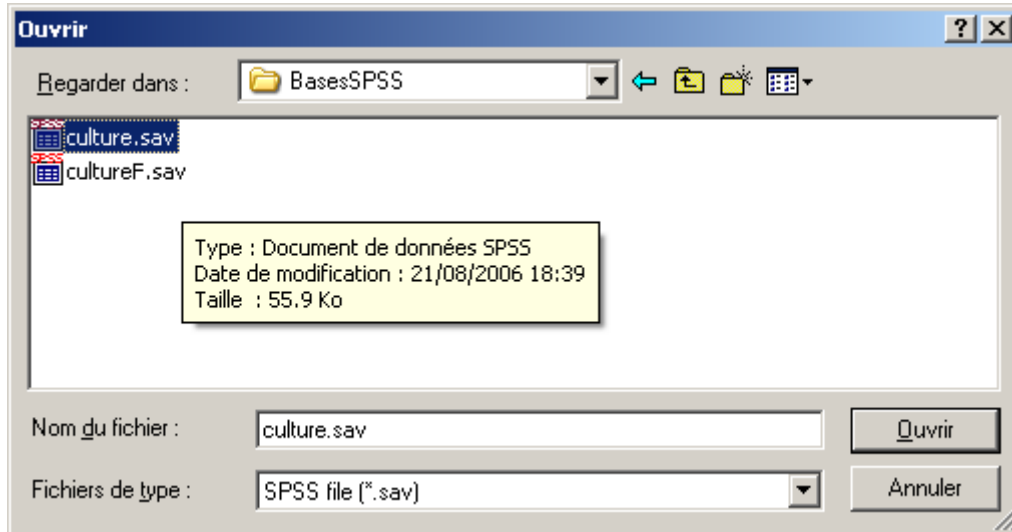 Ouvrir
Regarder dans :
BasesSPSS
SPSS
culture.sav
SPSS
cultureF.sav
Type : Document de données SPSS
Date de modification : 21/08/2006 18:39
Taille : 55.9 Ko
Nom du fichier :
culture.sav
Ouvrir
Fichiers de type :
SPSS file (*.sav)
Annuler